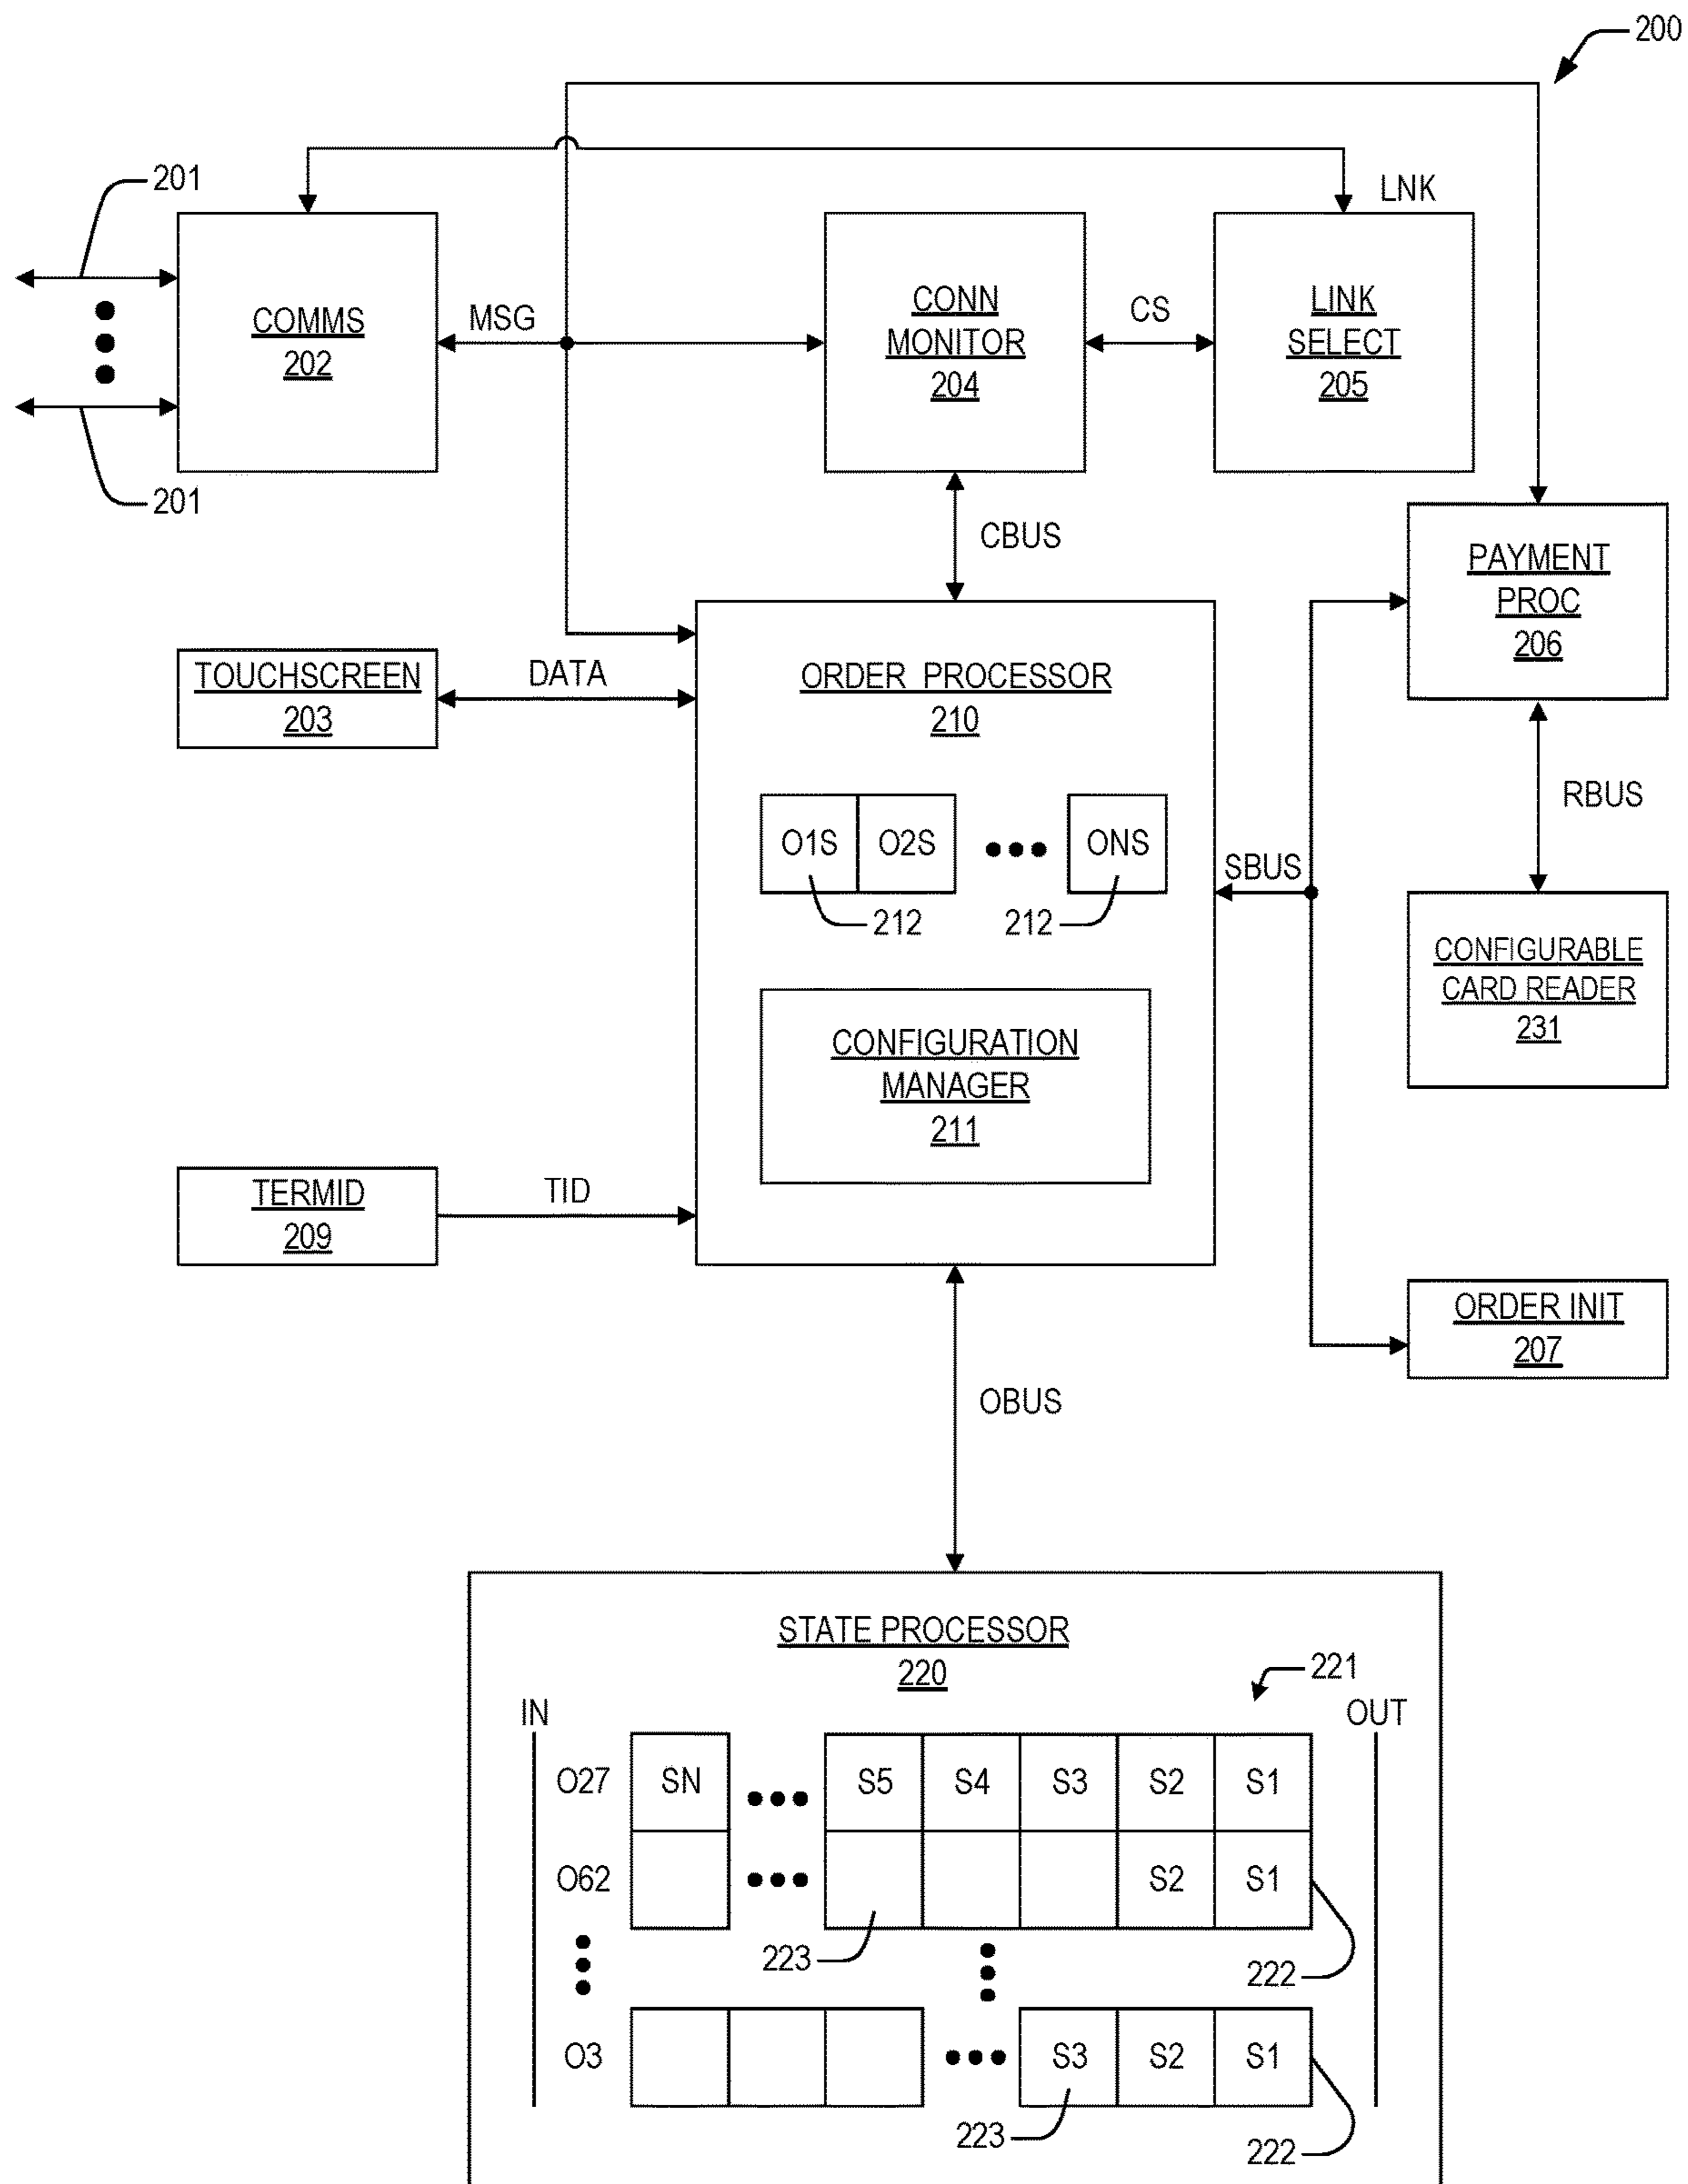 200
201
LNK
COMMS
202
MSG
CONN
MONITOR
204
CS
LINK
SELECT
205
201
CBUS
PAYMENT
PROC
206
TOUCHSCREEN
203
DATA
ORDER PROCESSOR
210
RBUS
O1S
O2S
ONS
SBUS
212
212
CONFIGURABLE
CARD READER
231
CONFIGURATION
MANAGER
211
TERMID
209
TID
ORDER INIT
207
OBUS
STATE PROCESSOR
220
221
IN
OUT
O27
SN
S5
S4
S3
S2
S1
O62
S2
S1
223
222
O3
S3
S2
S1
223
222